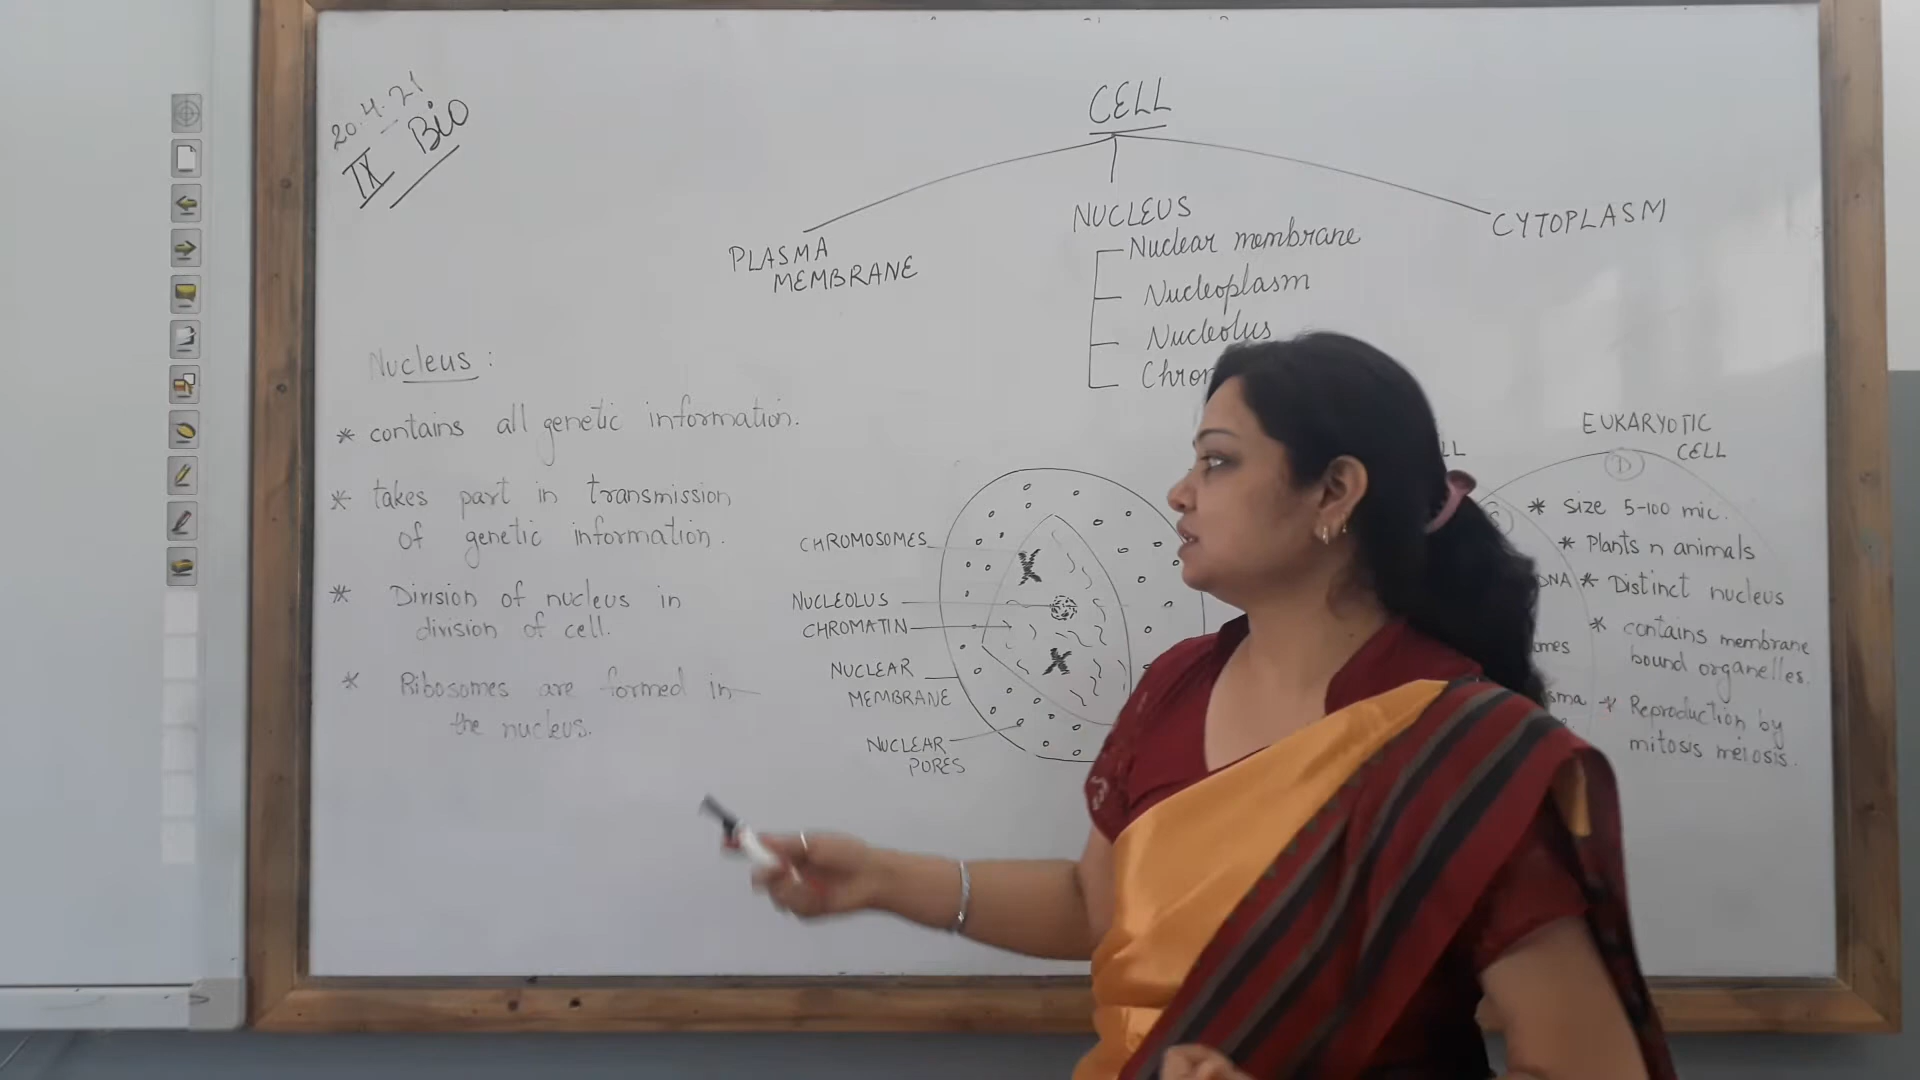 20.4.21
IX Bio
CELL
PLASMA
MEMBRANE
NUCLEUS
Nuclear membrane
Nucleoplasm
Nucleolus
CYTOPLASM
Nucleus :
* contains all genetic information.
* takes part in transmission
of genetic information.
* Division of nucleus in
division of cell.
* Ribosomes are formed in
the nucleus.
CHROMOSOMES
NUCLEOLUS
CHROMATIN
NUCLEAR
MEMBRANE
NUCLEAR
PORES
EUKARYOTIC
CELL
D
* Size 5-100 mic.
* Plants n animals
DNA * Distinct nucleus
* contains membrane
bound organelles.
* Reproduction by
mitosis meiosis.